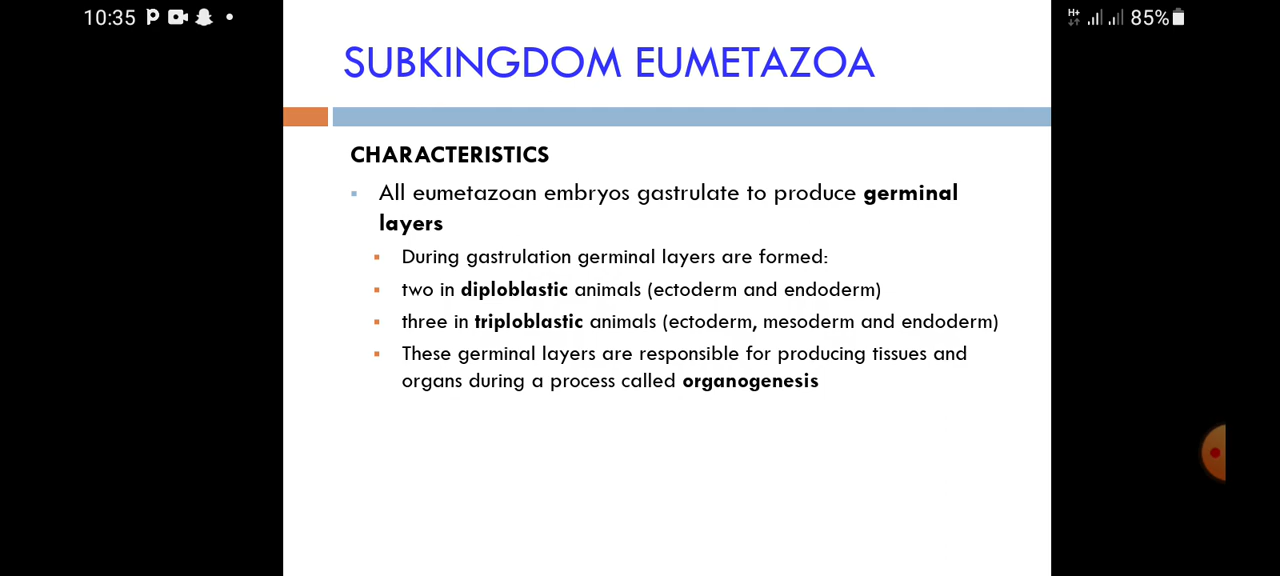 10:35
H+
85%
SUBKINGDOM EUMETAZOA
CHARACTERISTICS
▪ All eumetazoan embryos gastrulate to produce germinal
layers
▪ During gastrulation germinal layers are formed:
▪ two in diploblastic animals (ectoderm and endoderm)
▪ three in triploblastic animals (ectoderm, mesoderm and endoderm)
▪ These germinal layers are responsible for producing tissues and
organs during a process called organogenesis